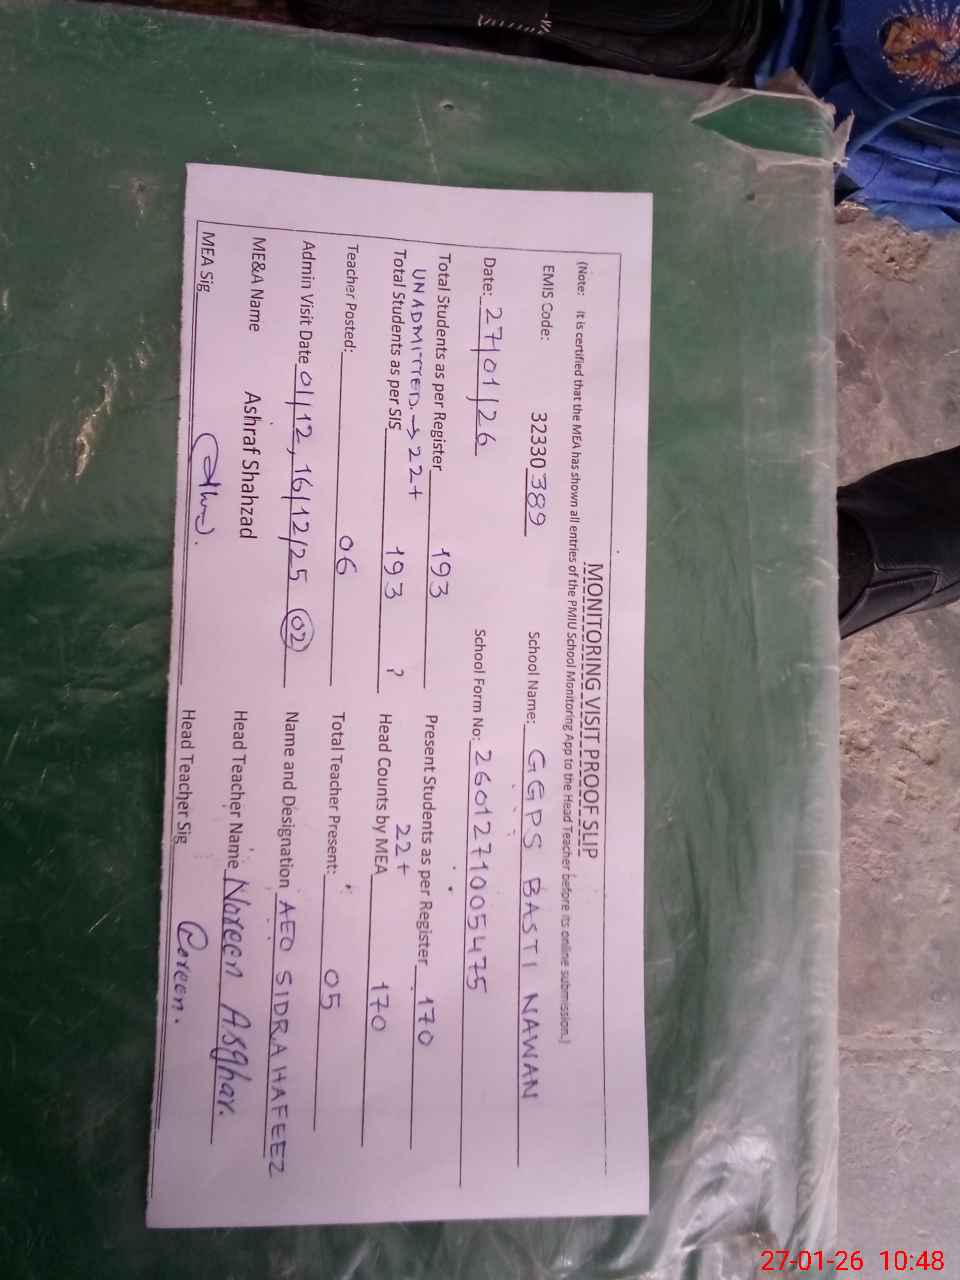 MONITORING VISIT PROOF SLIP
(Note: It is certified that the MEA has shown all entries of the PMIU School Monitoring App to the Head Teacher before its online submission.)
EMIS Code: 32330389 School Name: GGPS BASTI NAWAN
Date: 27/01/26 School Form No: 2601271005475
Total Students as per Register 193 Present Students as per Register 170
UNADMITTED → 22+ 22+
Total Students as per SIS 193 ? Head Counts by MEA 170
Teacher Posted: 06 Total Teacher Present: 05
Admin Visit Date 01/12, 16/12/25 02 Name and Designation AEO SIDRA HAFEEZ
ME&A Name Ashraf Shahzad Head Teacher Name Noreen Asghar.
MEA Sig Head Teacher Sig Noreen.
27-01-26 10:48